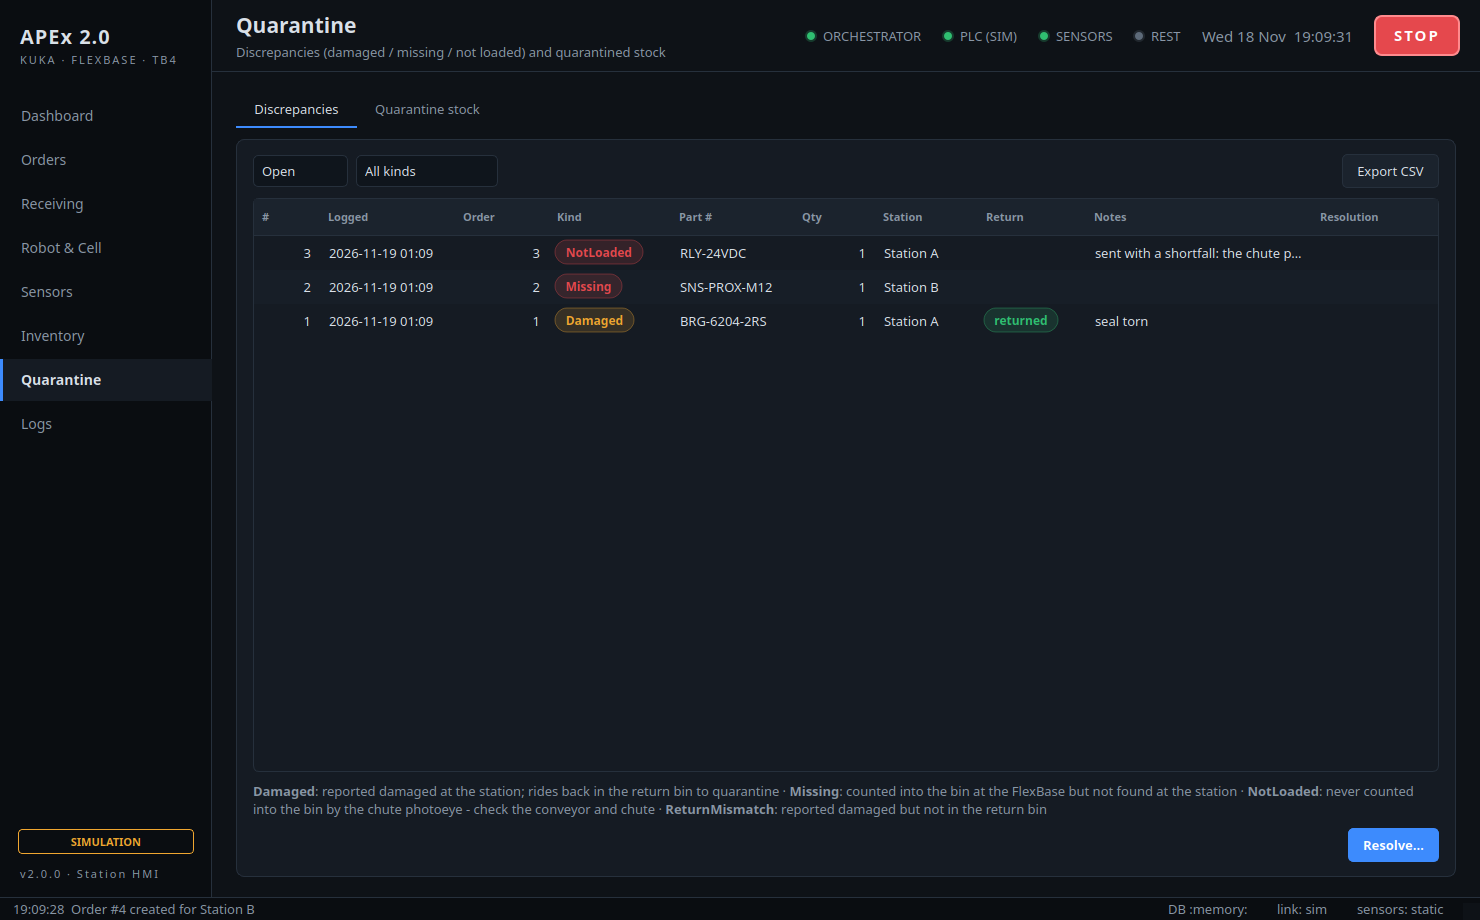 APEx 2.0
KUKA · FLEXBASE · TB4
Dashboard
Orders
Receiving
Robot & Cell
Sensors
Inventory
Quarantine
Logs
SIMULATION
v2.0.0 · Station HMI
Quarantine
Discrepancies (damaged / missing / not loaded) and quarantined stock
ORCHESTRATOR PLC (SIM) SENSORS REST Wed 18 Nov 19:09:31 STOP
Discrepancies Quarantine stock
Open All kinds Export CSV
# Logged Order Kind Part # Qty Station Return Notes Resolution
3 2026-11-19 01:09 3 NotLoaded RLY-24VDC 1 Station A sent with a shortfall: the chute p...
2 2026-11-19 01:09 2 Missing SNS-PROX-M12 1 Station B
1 2026-11-19 01:09 1 Damaged BRG-6204-2RS 1 Station A returned seal torn
Damaged: reported damaged at the station; rides back in the return bin to quarantine · Missing: counted into the bin at the FlexBase but not found at the station · NotLoaded: never counted
into the bin by the chute photoeye - check the conveyor and chute · ReturnMismatch: reported damaged but not in the return bin
Resolve...
19:09:28 Order #4 created for Station B DB :memory: link: sim sensors: static